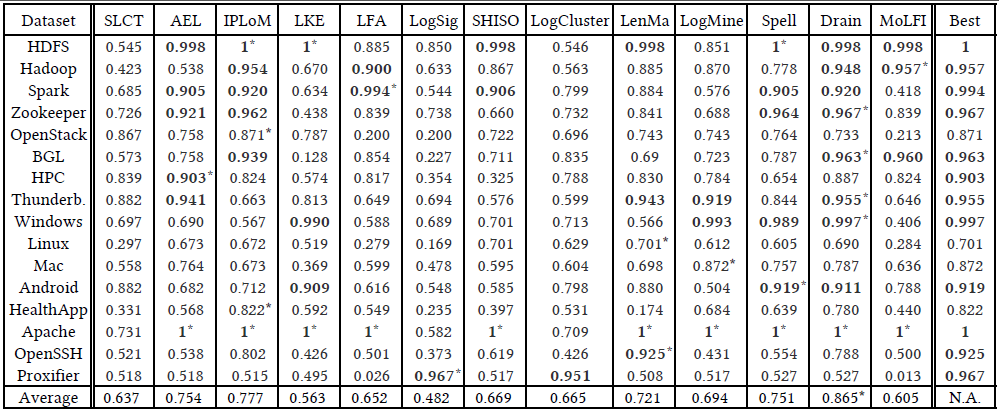 Dataset SLCT AEL IPLoM LKE LFA LogSig SHISO LogCluster LenMa LogMine Spell Drain MoLFI Best
HDFS 0.545 0.998 1* 1* 0.885 0.850 0.998 0.546 0.998 0.851 1* 0.998 0.998 1
Hadoop 0.423 0.538 0.954 0.670 0.900 0.633 0.867 0.563 0.885 0.870 0.778 0.948 0.957* 0.957
Spark 0.685 0.905 0.920 0.634 0.994* 0.544 0.906 0.799 0.884 0.576 0.905 0.920 0.418 0.994
Zookeeper 0.726 0.921 0.962 0.438 0.839 0.738 0.660 0.732 0.841 0.688 0.964 0.967* 0.839 0.967
OpenStack 0.867 0.758 0.871* 0.787 0.200 0.200 0.722 0.696 0.743 0.743 0.764 0.733 0.213 0.871
BGL 0.573 0.758 0.939 0.128 0.854 0.227 0.711 0.835 0.69 0.723 0.787 0.963* 0.960 0.963
HPC 0.839 0.903* 0.824 0.574 0.817 0.354 0.325 0.788 0.830 0.784 0.654 0.887 0.824 0.903
Thunderb. 0.882 0.941 0.663 0.813 0.649 0.694 0.576 0.599 0.943 0.919 0.844 0.955* 0.646 0.955
Windows 0.697 0.690 0.567 0.990 0.588 0.689 0.701 0.713 0.566 0.993 0.989 0.997* 0.406 0.997
Linux 0.297 0.673 0.672 0.519 0.279 0.169 0.701 0.629 0.701* 0.612 0.605 0.690 0.284 0.701
Mac 0.558 0.764 0.673 0.369 0.599 0.478 0.595 0.604 0.698 0.872* 0.757 0.787 0.636 0.872
Android 0.882 0.682 0.712 0.909 0.616 0.548 0.585 0.798 0.880 0.504 0.919* 0.911 0.788 0.919
HealthApp 0.331 0.568 0.822* 0.592 0.549 0.235 0.397 0.531 0.174 0.684 0.639 0.780 0.440 0.822
Apache 0.731 1* 1* 1* 1* 0.582 1* 0.709 1* 1* 1* 1* 1* 1
OpenSSH 0.521 0.538 0.802 0.426 0.501 0.373 0.619 0.426 0.925* 0.431 0.554 0.788 0.500 0.925
Proxifier 0.518 0.518 0.515 0.495 0.026 0.967* 0.517 0.951 0.508 0.517 0.527 0.527 0.013 0.967
Average 0.637 0.754 0.777 0.563 0.652 0.482 0.669 0.665 0.721 0.694 0.751 0.865* 0.605 N.A.